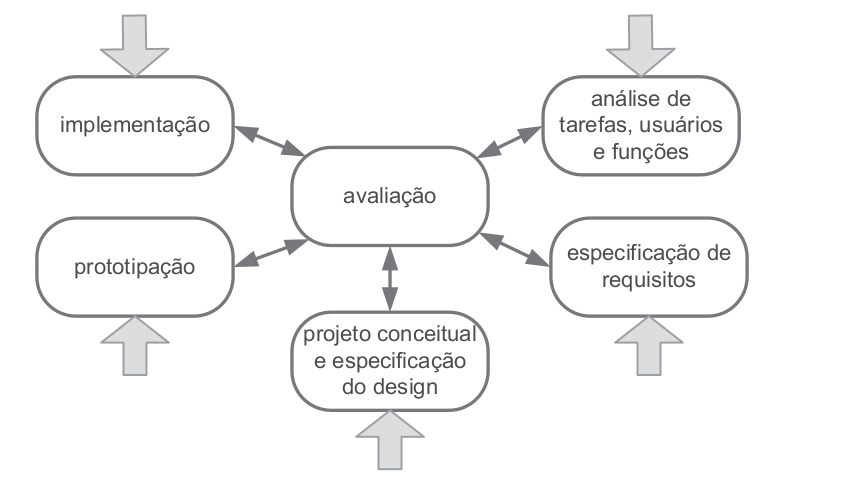 implementação
análise de
tarefas, usuários
e funções
avaliação
prototipação
especificação de
requisitos
projeto conceitual
e especificação
do design